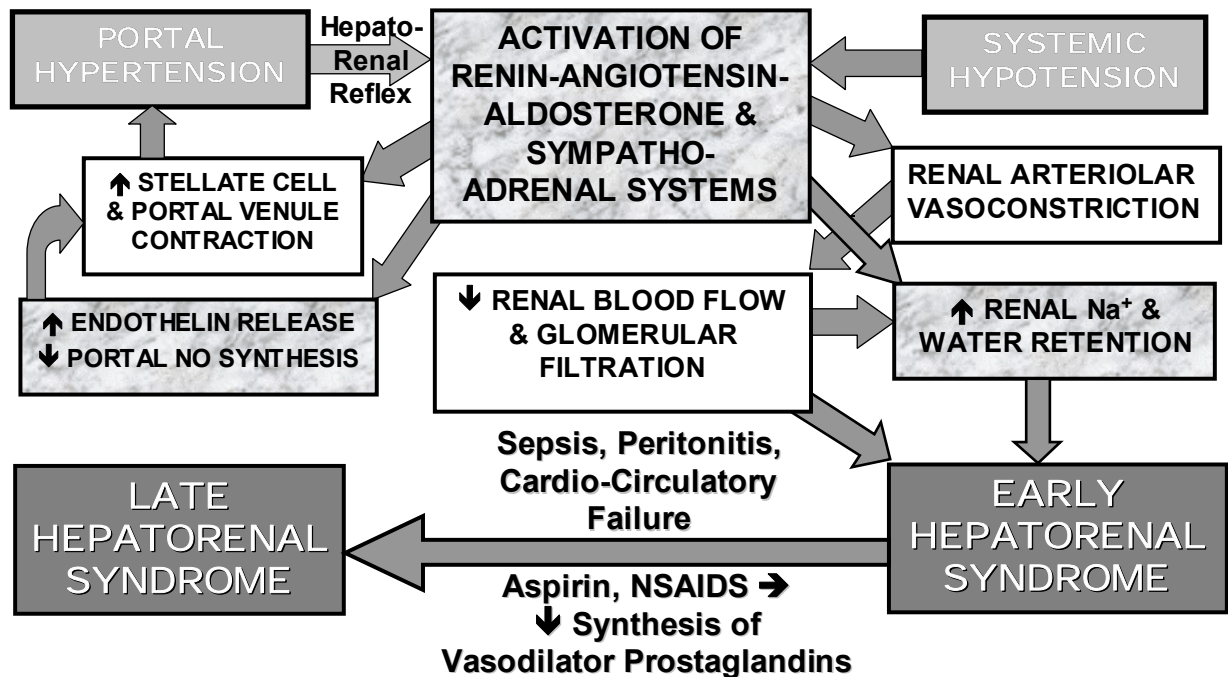 PORTAL
HYPERTENSION
Hepato-
Renal
Reflex
ACTIVATION OF
RENIN-ANGIOTENSIN-
ALDOSTERONE &
SYMPATHO-
ADRENAL SYSTEMS
SYSTEMIC
HYPOTENSION
↑ STELLATE CELL
& PORTAL VENULE
CONTRACTION
RENAL ARTERIOLAR
VASOCONSTRICTION
↑ ENDOTHELIN RELEASE
↓ PORTAL NO SYNTHESIS
↓ RENAL BLOOD FLOW
& GLOMERULAR
FILTRATION
↑ RENAL Na⁺ &
WATER RETENTION
Sepsis, Peritonitis,
Cardio-Circulatory
Failure
LATE
HEPATORENAL
SYNDROME
EARLY
HEPATORENAL
SYNDROME
Aspirin, NSAIDS →
↓ Synthesis of
Vasodilator Prostaglandins